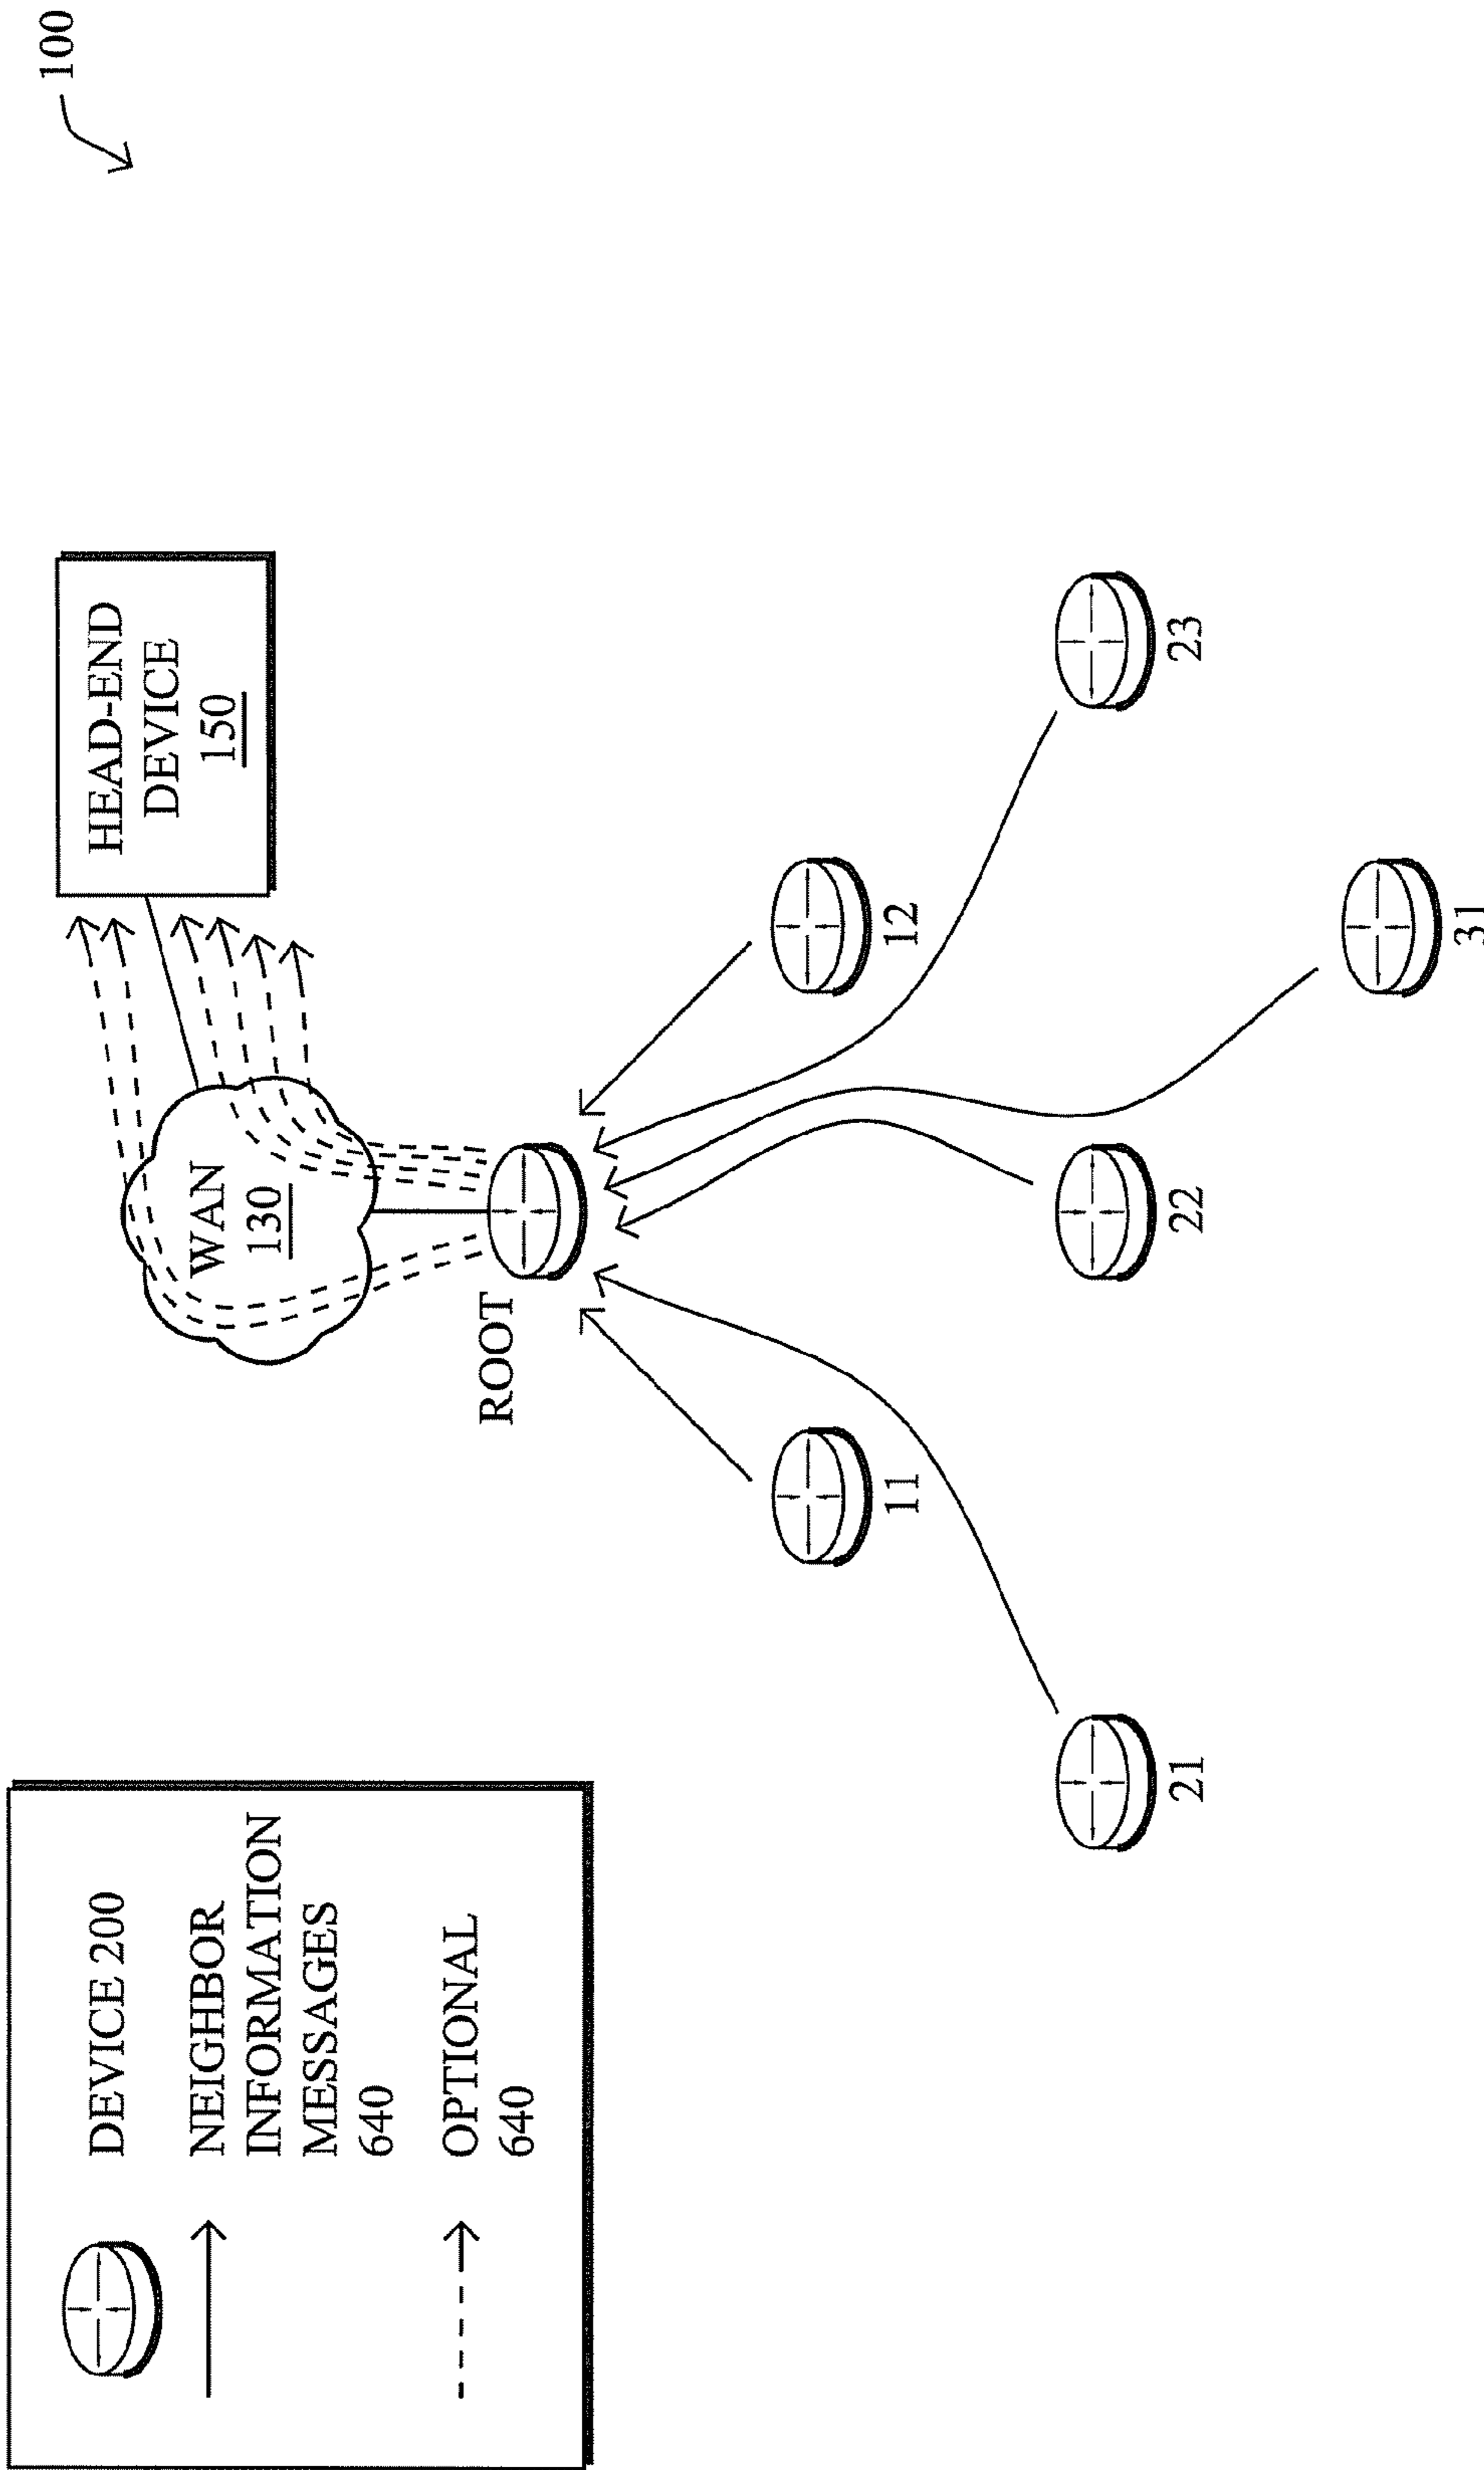 100
DEVICE 200
NEIGHBOR
INFORMATION
MESSAGES
640
OPTIONAL
640
HEAD-END
DEVICE
150
WAN
130
ROOT
11
12
21
22
23
31